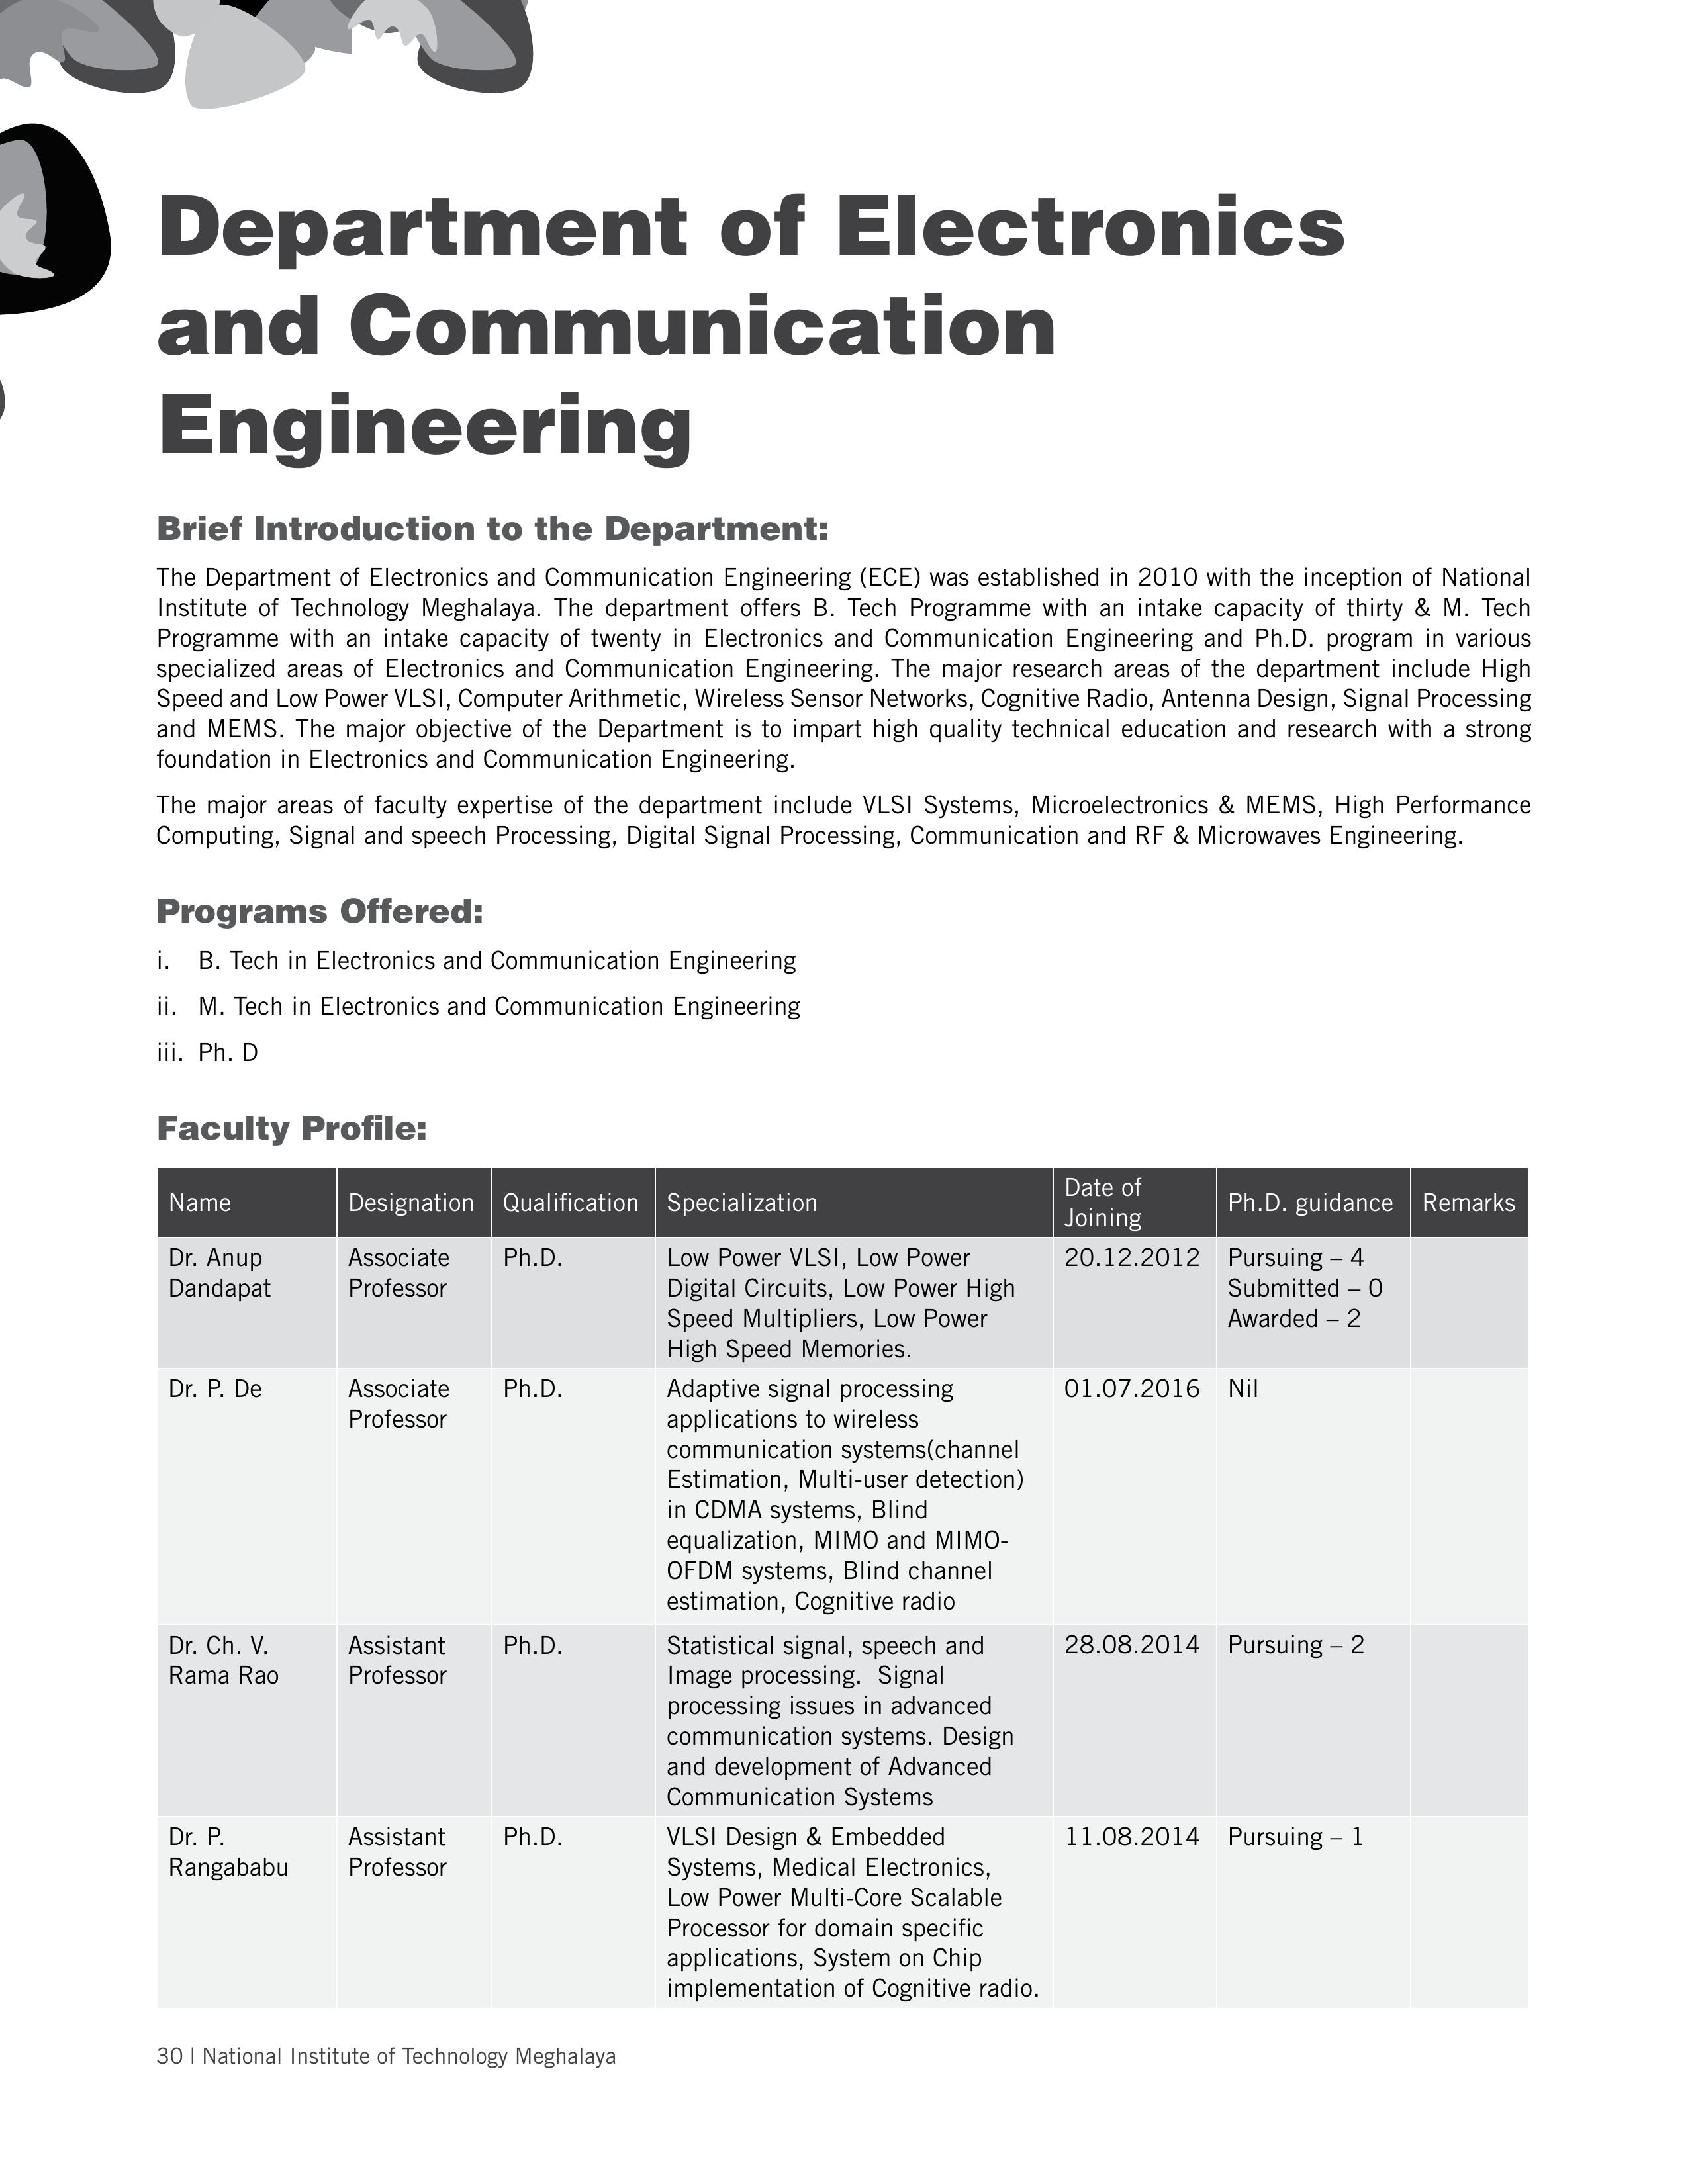 Department of Electronics
and Communication
Engineering
Brief Introduction to the Department:
The Department of Electronics and Communication Engineering (ECE) was established in 2010 with the inception of National
Institute of Technology Meghalaya. The department offers B. Tech Programme with an intake capacity of thirty & M. Tech
Programme with an intake capacity of twenty in Electronics and Communication Engineering and Ph.D. program in various
specialized areas of Electronics and Communication Engineering. The major research areas of the department include High
Speed and Low Power VLSI, Computer Arithmetic, Wireless Sensor Networks, Cognitive Radio, Antenna Design, Signal Processing
and MEMS. The major objective of the Department is to impart high quality technical education and research with a strong
foundation in Electronics and Communication Engineering.
The major areas of faculty expertise of the department include VLSI Systems, Microelectronics & MEMS, High Performance
Computing, Signal and speech Processing, Digital Signal Processing, Communication and RF & Microwaves Engineering.
Programs Offered:
i. B. Tech in Electronics and Communication Engineering
ii. M. Tech in Electronics and Communication Engineering
iii. Ph. D
Faculty Profile:
Name
Designation
Qualification
Specialization
Date of
Joining
Ph.D. guidance
Remarks
Dr. Anup
Dandapat
Associate
Professor
Ph.D.
Low Power VLSI, Low Power
Digital Circuits, Low Power High
Speed Multipliers, Low Power
High Speed Memories.
20.12.2012
Pursuing – 4
Submitted – 0
Awarded – 2
Dr. P. De
Associate
Professor
Ph.D.
Adaptive signal processing
applications to wireless
communication systems(channel
Estimation, Multi-user detection)
in CDMA systems, Blind
equalization, MIMO and MIMO-
OFDM systems, Blind channel
estimation, Cognitive radio
01.07.2016
Nil
Dr. Ch. V.
Rama Rao
Assistant
Professor
Ph.D.
Statistical signal, speech and
Image processing. Signal
processing issues in advanced
communication systems. Design
and development of Advanced
Communication Systems
28.08.2014
Pursuing – 2
Dr. P.
Rangababu
Assistant
Professor
Ph.D.
VLSI Design & Embedded
Systems, Medical Electronics,
Low Power Multi-Core Scalable
Processor for domain specific
applications, System on Chip
implementation of Cognitive radio.
11.08.2014
Pursuing – 1
30 | National Institute of Technology Meghalaya